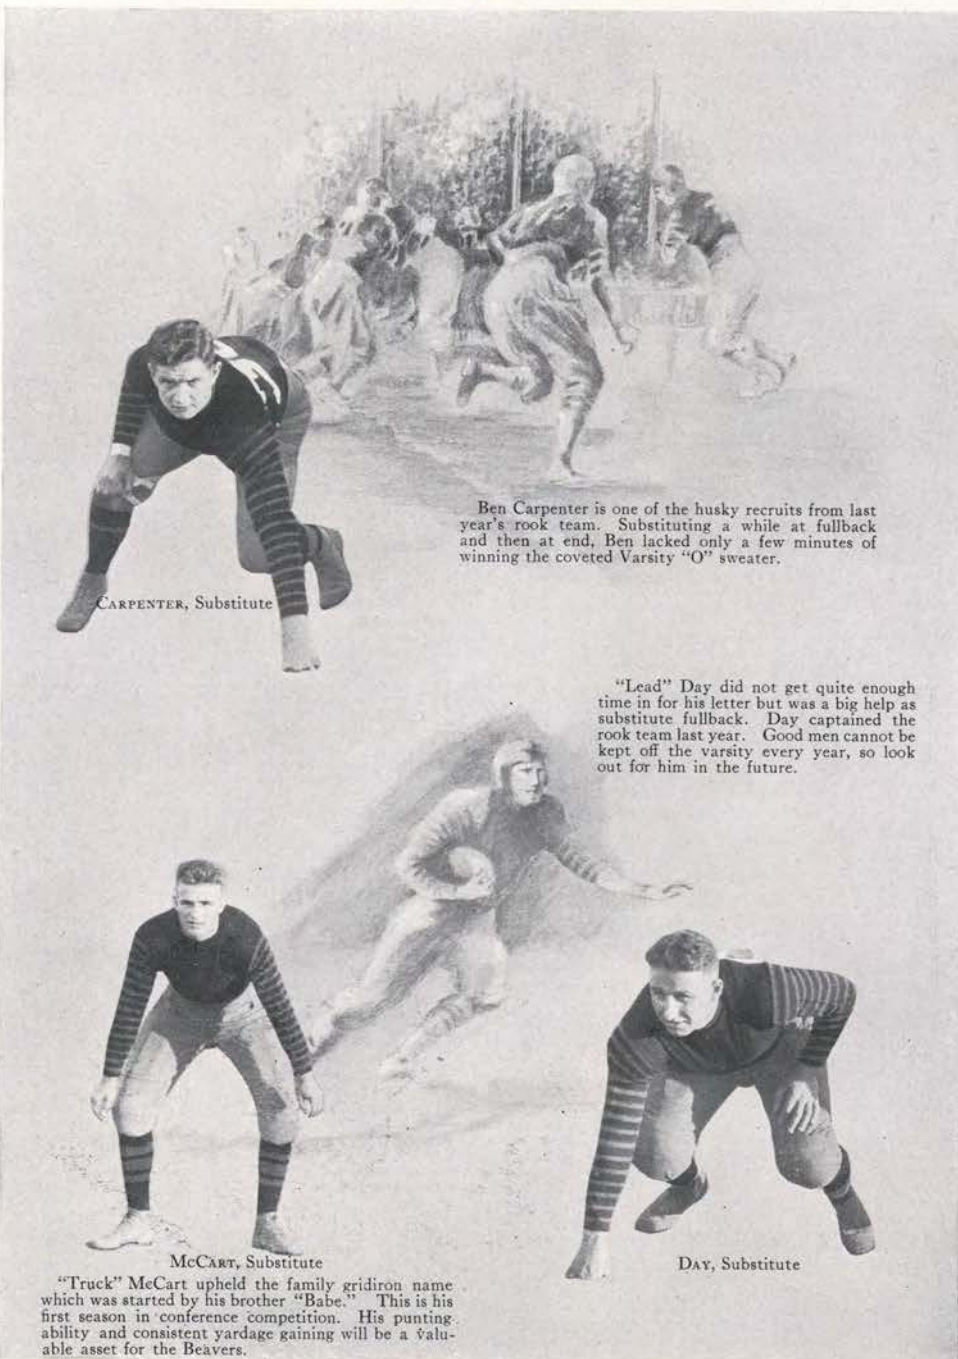 Ben Carpenter is one of the husky recruits from last
year's rook team. Substituting a while at fullback
and then at end, Ben lacked only a few minutes of
winning the coveted Varsity "O" sweater.
CARPENTER, Substitute
"Lead" Day did not get quite enough
time in for his letter but was a big help as
substitute fullback. Day captained the
rook team last year. Good men cannot be
kept off the varsity every year, so look
out for him in the future.
MCCART, Substitute
"Truck" McCart upheld the family gridiron name
which was started by his brother "Babe." This is his
first season in conference competition. His punting
ability and consistent yardage gaining will be a valu-
able asset for the Beavers.
DAY, Substitute